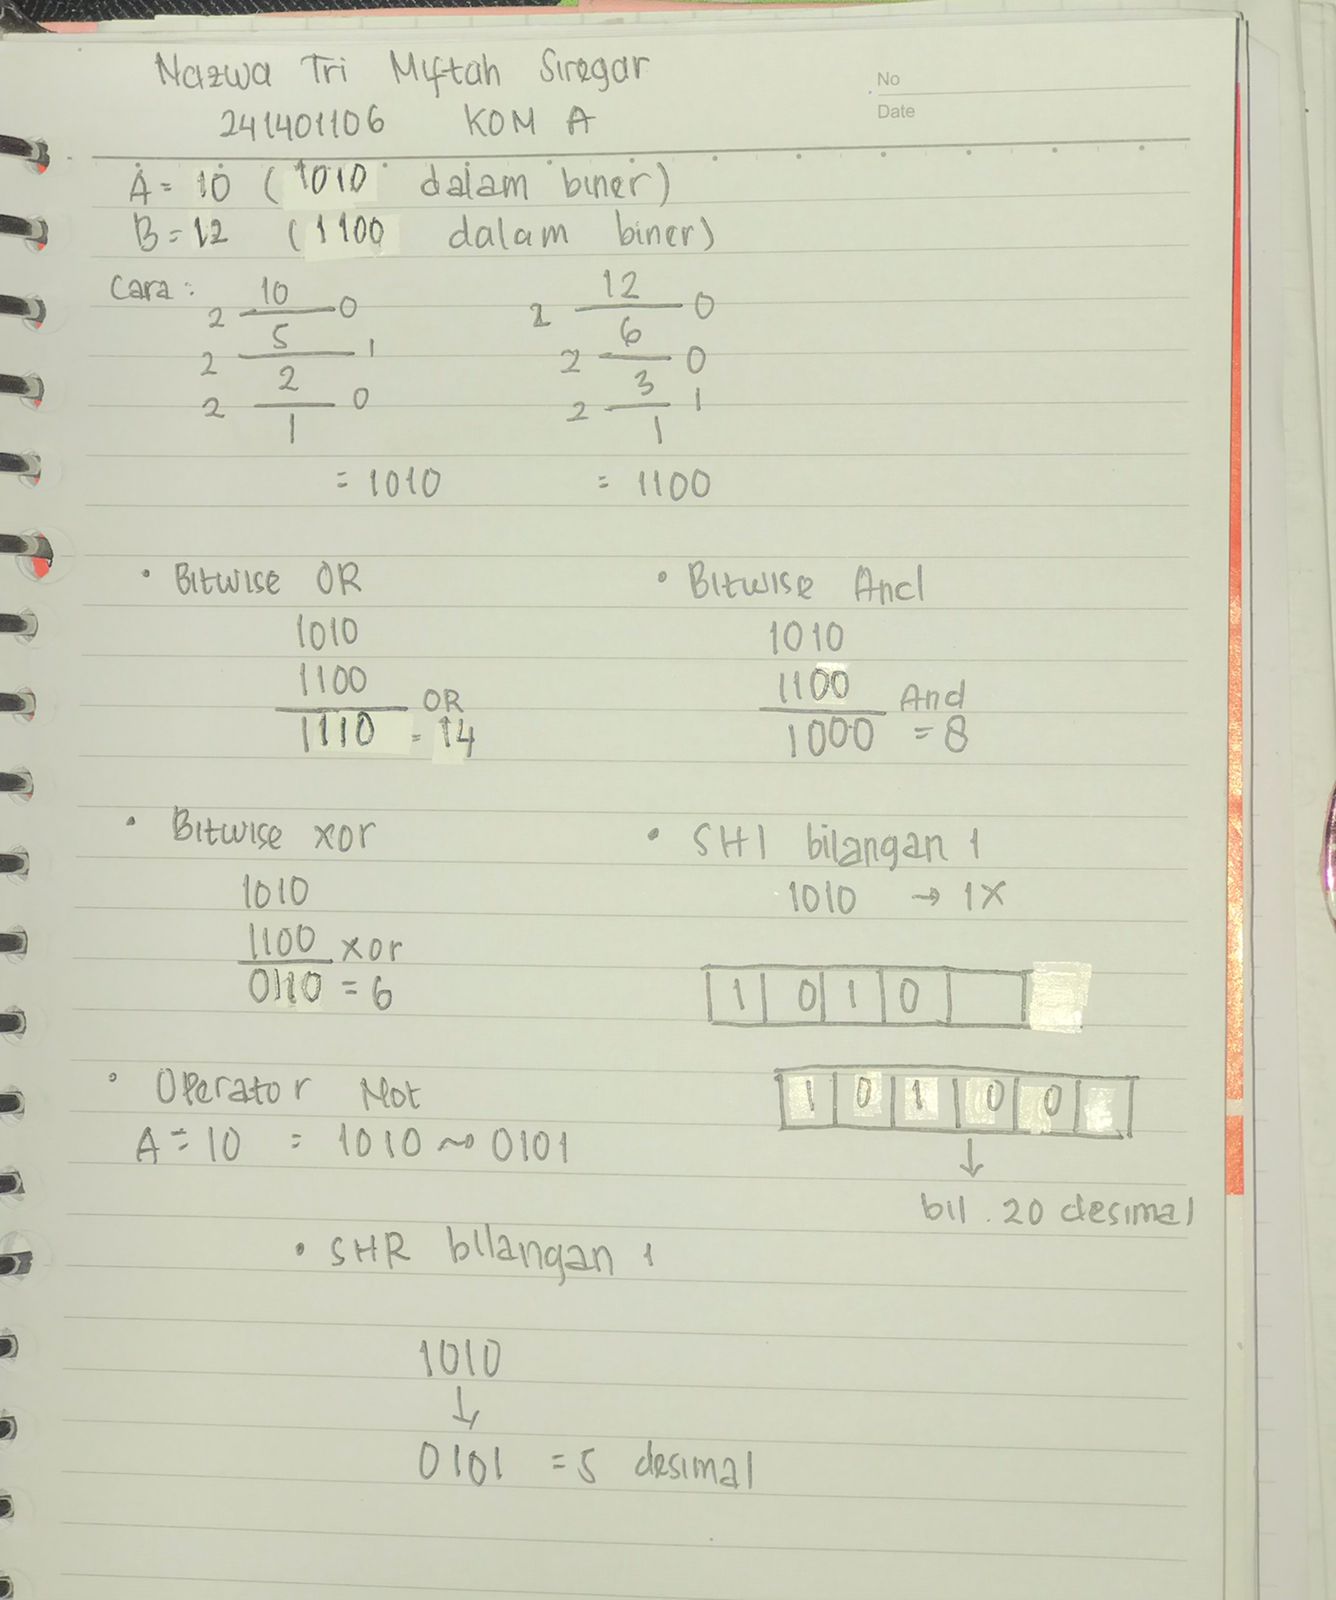 Nazwa Tri Miftah Siregar
No
241401106 KOM A
Date
A = 10 (1010 dalam biner)
B = 12 (1100 dalam biner)
Cara :
2 10 0
2 5 1
2 2 0
1
= 1010
2 12 0
2 6 0
2 3 1
1
= 1100
• Bitwise OR
1010
1100
OR
1110 = 14
• Bitwise And
1010
1100
And
1000 = 8
• Bitwise xor
1010
1100 xor
0110 = 6
• SHl bilangan 1
1010 → 1x
1 0 1 0
1 0 1 0 0
↓
bil . 20 desimal
• Operator Not
A = 10 = 1010 ~ 0101
• SHR bilangan 1
1010
↓
0101 = 5 desimal